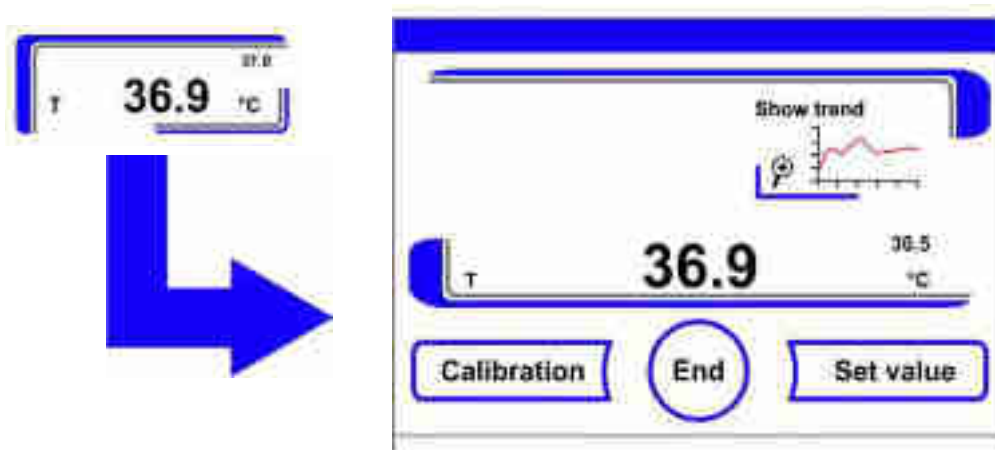 37.0
T 36.9 °C
Show trend
36.5
T 36.9 °C
Calibration End Set value